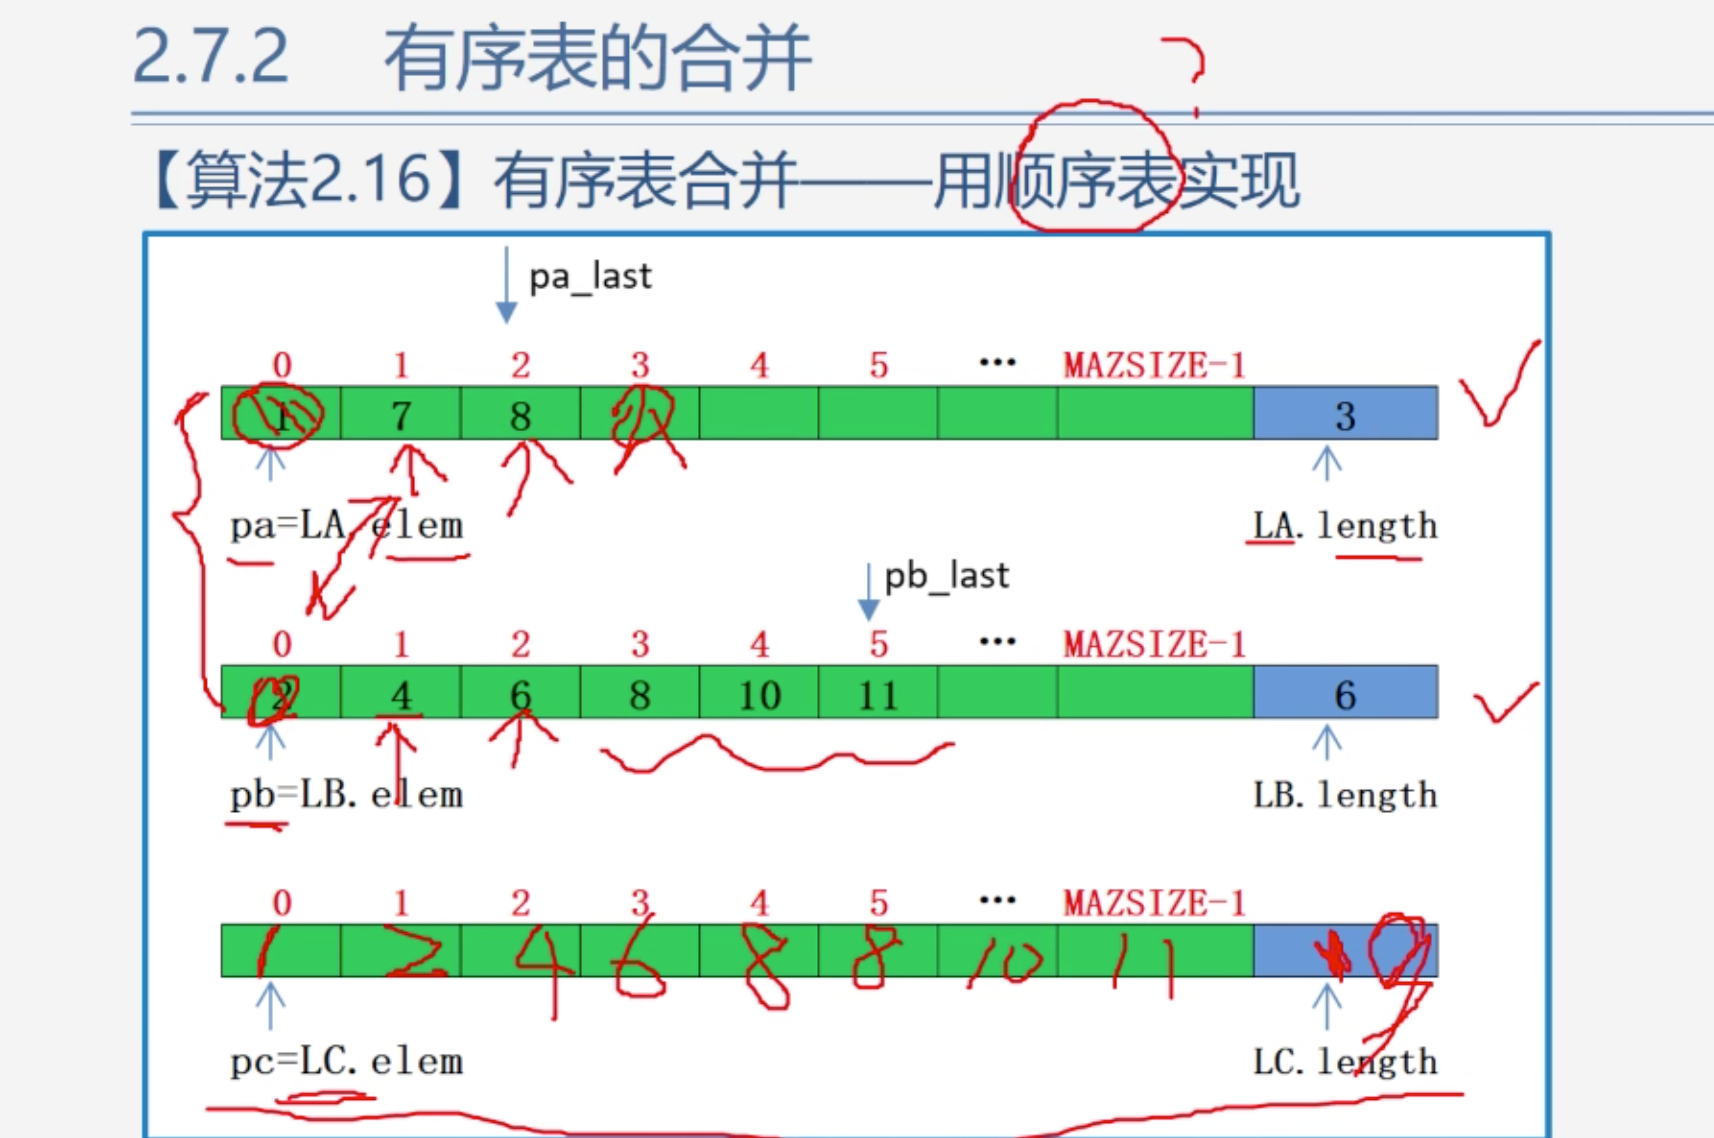 2.7.2 有序表的合并
【算法2.16】有序表合并——用顺序表实现
?
pa_last
0 1 2 3 4 5 … MAZSIZE-1
1 7 8 3
pa=LA.elem LA.length
pb_last
0 1 2 3 4 5 … MAZSIZE-1
2 4 6 8 10 11 6
pb=LB.elem LB.length
0 1 2 3 4 5 … MAZSIZE-1
1 2 4 6 8 8 10 11 9
pc=LC.elem LC.length